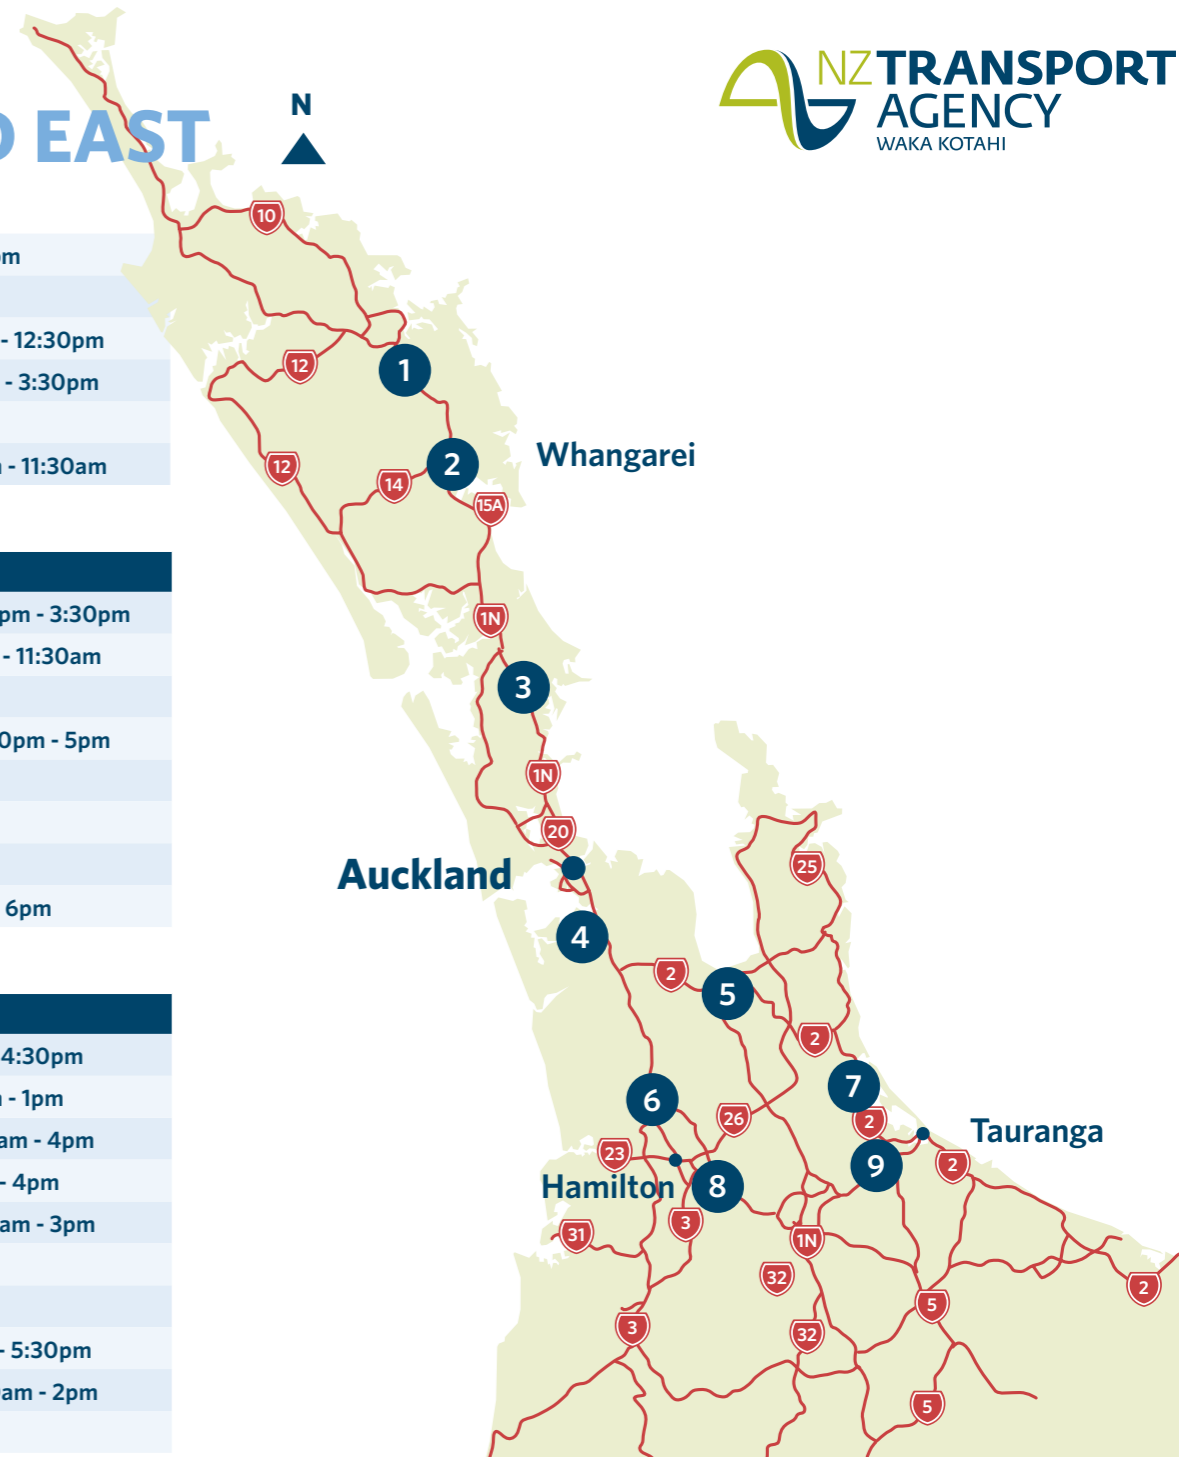 NZ TRANSPORT
AGENCY
WAKA KOTAHI
N
EAST
10
- 12:30pm
12
1
- 3:30pm
Whangarei
2
12
- 11:30am
14
15A
pm - 3:30pm
1N
- 11:30am
3
0pm - 5pm
1N
20
25
Auckland
6pm
4
2
5
2
4:30pm
7
6
- 1pm
26
2
Tauranga
am - 4pm
23
9
2
- 4pm
Hamilton
8
am - 3pm
3
31
1N
32
2
5
3
32
- 5:30pm
am - 2pm
5